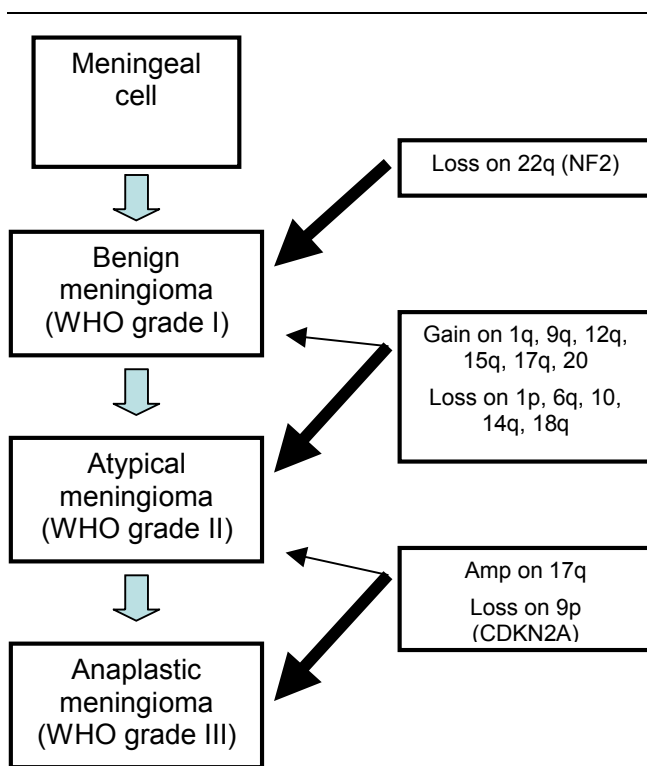 Meningeal
cell
Loss on 22q (NF2)
Benign
meningioma
(WHO grade I)
Gain on 1q, 9q, 12q,
15q, 17q, 20
Loss on 1p, 6q, 10,
14q, 18q
Atypical
meningioma
(WHO grade II)
Amp on 17q
Loss on 9p
(CDKN2A)
Anaplastic
meningioma
(WHO grade III)